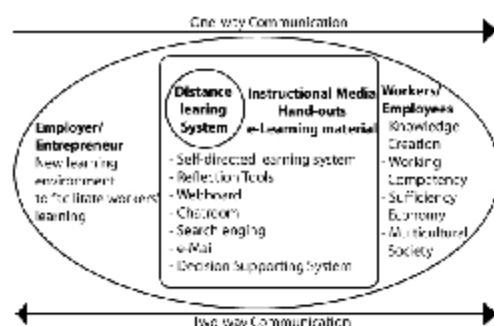 One-way Communication
Distance
learing
System
Instructional Media
Hand-outs
e-Learning material
Workers/
Employees
- Knowledge
Creation
- Working
Competency
- Sufficiency
Economy
- Multicultural
Society
Employer/
Entrepreneur
New learning
environment
to facilitate workers'
learning
- Self-directed learning system
- Reflection Tools
- Webboard
- Chatroom
- Search enging
- e-Mail
- Decision Supporting System
Two-way Communication